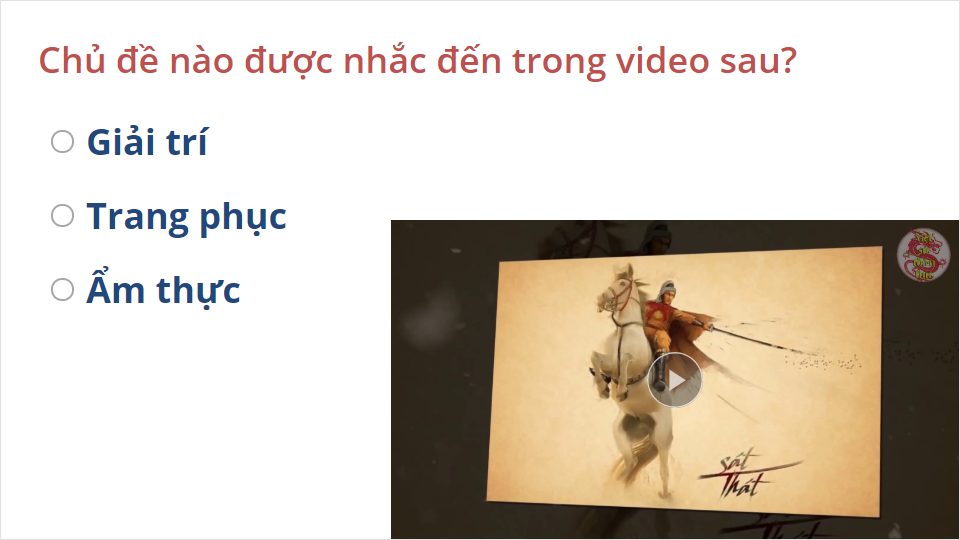 Chủ đề nào được nhắc đến trong video sau?
Giải trí
Trang phục
Ẩm thực
Sát
Thát